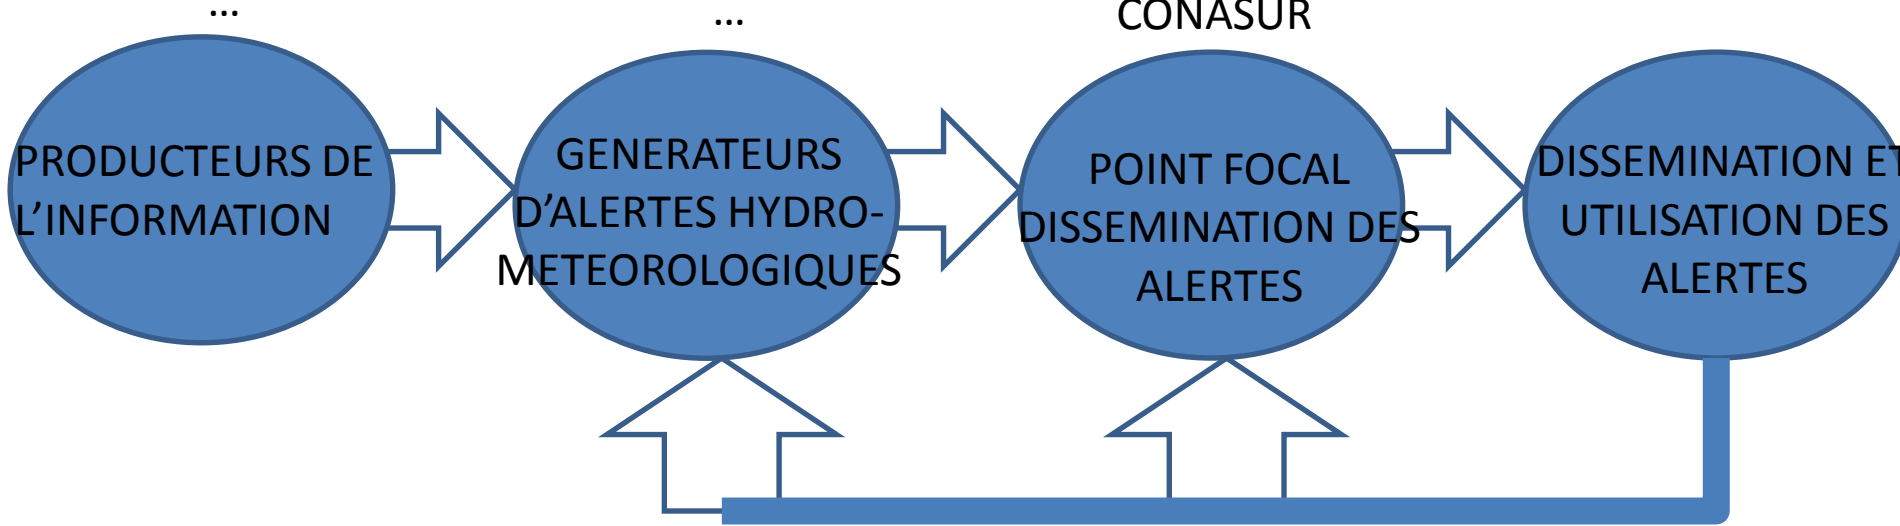 ...
...
CONASUR
PRODUCTEURS DE
L’INFORMATION
GENERATEURS
D’ALERTES HYDRO-
METEOROLOGIQUES
POINT FOCAL
DISSEMINATION DES
ALERTES
DISSEMINATION ET
UTILISATION DES
ALERTES